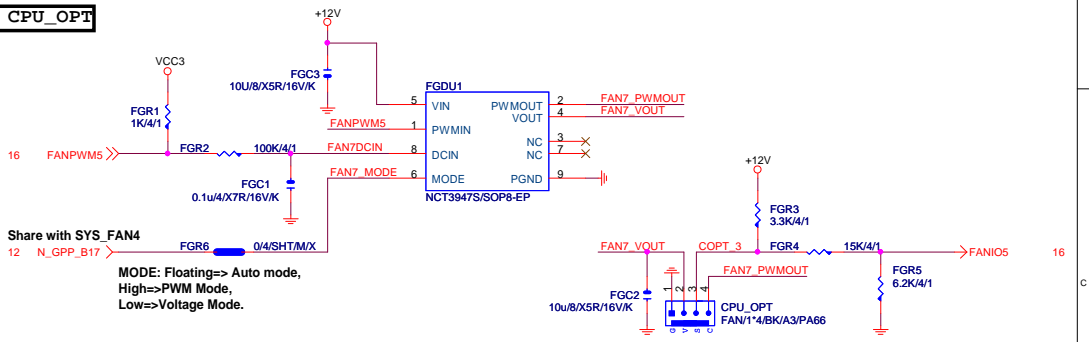 CPU_OPT
+12V
VCC3
FGC3
10U/8/X5R/16V/K
FGDU1
FGR1
1K/4/1
5 VIN PWMOUT 2 FAN7_PWMOUT
VOUT 4 FAN7_VOUT
FANPWM5 1 PWMIN
NC 3
16 FANPWM5 FGR2 100K/4/1 FAN7DCIN 8 DCIN NC 7
FAN7_MODE 6 MODE PGND 9
FGC1
0.1u/4/X7R/16V/K
NCT3947S/SOP8-EP
+12V
FGR3
3.3K/4/1
Share with SYS_FAN4
12 N_GPP_B17 FGR6 0/4/SHT/M/X
FAN7_VOUT COPT_3 FGR4 15K/4/1 FANIO5 16
MODE: Floating=> Auto mode,
High=>PWM Mode,
Low=>Voltage Mode.
FAN7_PWMOUT
FGR5
6.2K/4/1
FGC2
10u/8/X5R/16V/K
1 2 3 4
CPU_OPT
FAN/1*4/BK/A3/PA66
G V S C
C